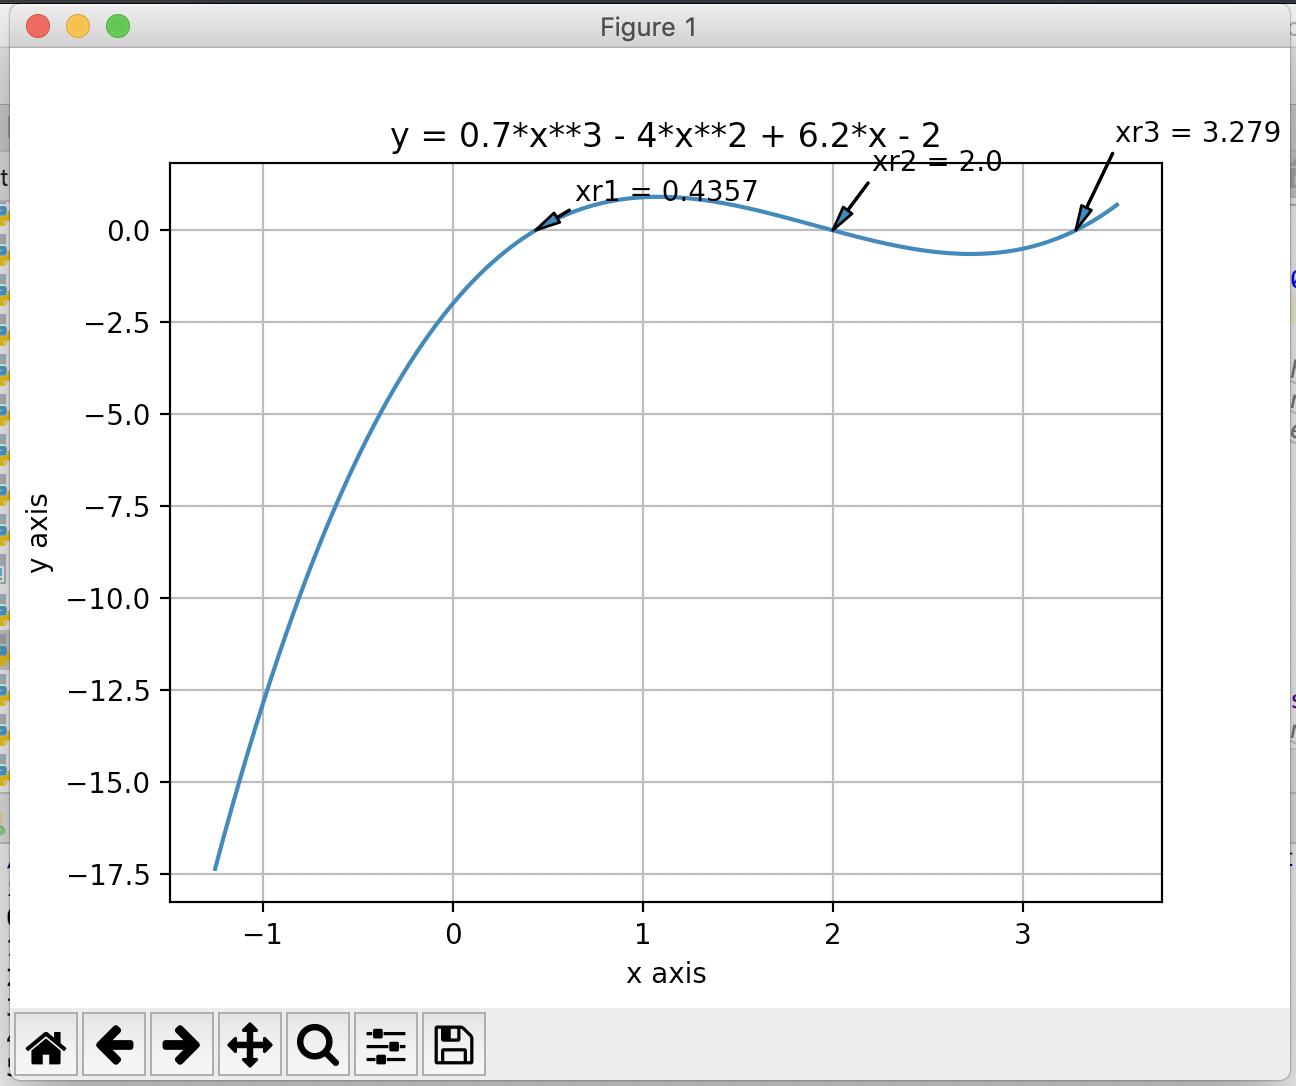 Figure 1
y = 0.7*x**3 - 4*x**2 + 6.2*x - 2
xr3 = 3.279
xr2 = 2.0
xr1 = 0.4357
0.0
−2.5
−5.0
−7.5
−10.0
−12.5
−15.0
−17.5
y axis
−1 0 1 2 3
x axis